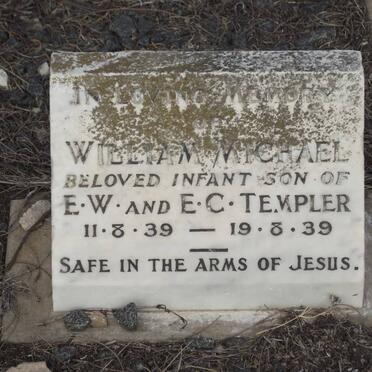 IN LOVING MEMORY
OF
WILLIAM MICHAEL
BELOVED INFANT SON OF
E·W· AND E·C· TEMPLER
11·8·39 — 19·8·39
SAFE IN THE ARMS OF JESUS.